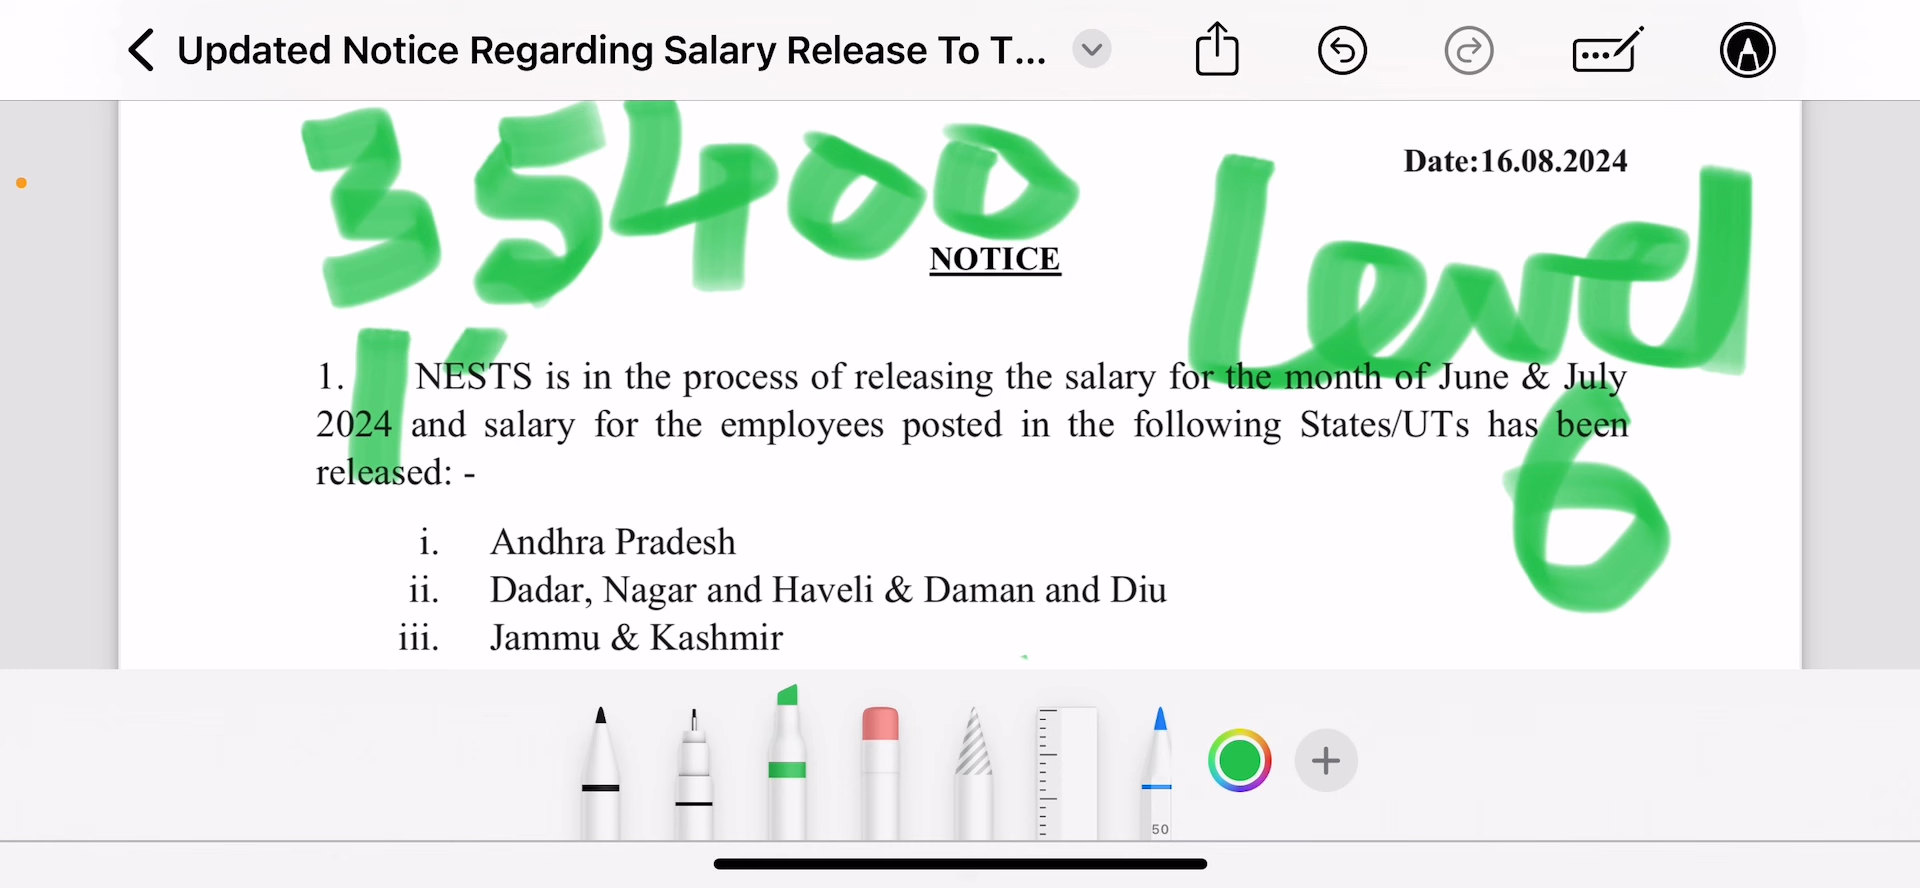 Updated Notice Regarding Salary Release To T...
35400
Level
6
Date:16.08.2024
NOTICE
1. NESTS is in the process of releasing the salary for the month of June & July
2024 and salary for the employees posted in the following States/UTs has been
released: -
i. Andhra Pradesh
ii. Dadar, Nagar and Haveli & Daman and Diu
iii. Jammu & Kashmir
50